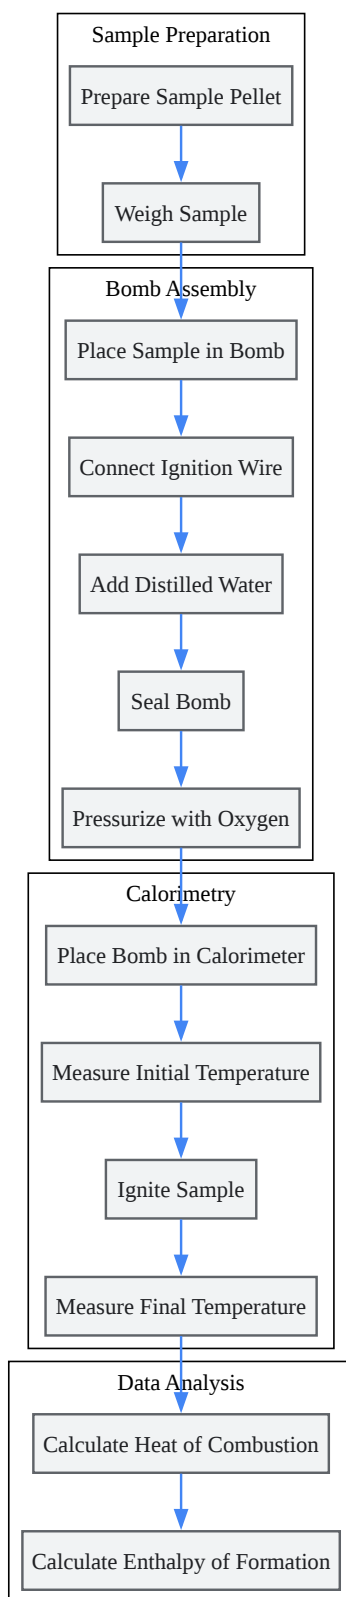 Sample Preparation
Prepare Sample Pellet
Weigh Sample
Bomb Assembly
Place Sample in Bomb
Connect Ignition Wire
Add Distilled Water
Seal Bomb
Pressurize with Oxygen
Calorimetry
Place Bomb in Calorimeter
Measure Initial Temperature
Ignite Sample
Measure Final Temperature
Data Analysis
Calculate Heat of Combustion
Calculate Enthalpy of Formation